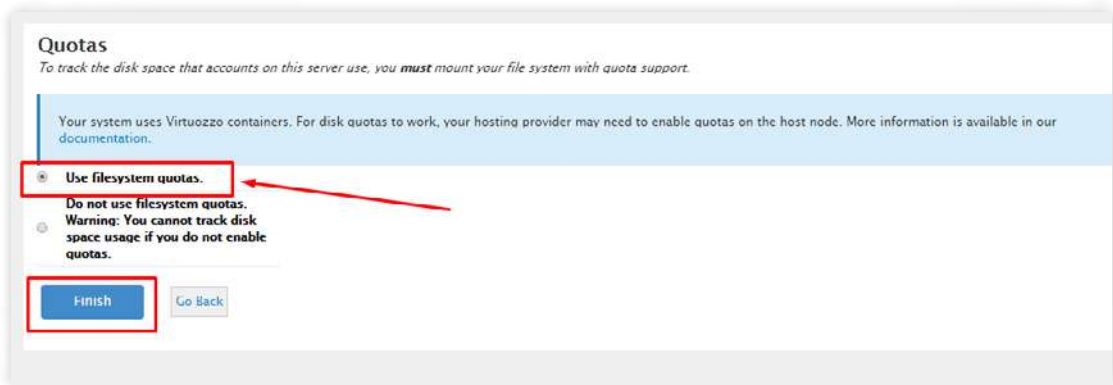 Quotas
To track the disk space that accounts on this server use, you must mount your file system with quota support.
Your system uses Virtuozzo containers. For disk quotas to work, your hosting provider may need to enable quotas on the host node. More information is available in our
documentation.
Use filesystem quotas.
Do not use filesystem quotas.
Warning: You cannot track disk
space usage if you do not enable
quotas.
Finish
Go Back